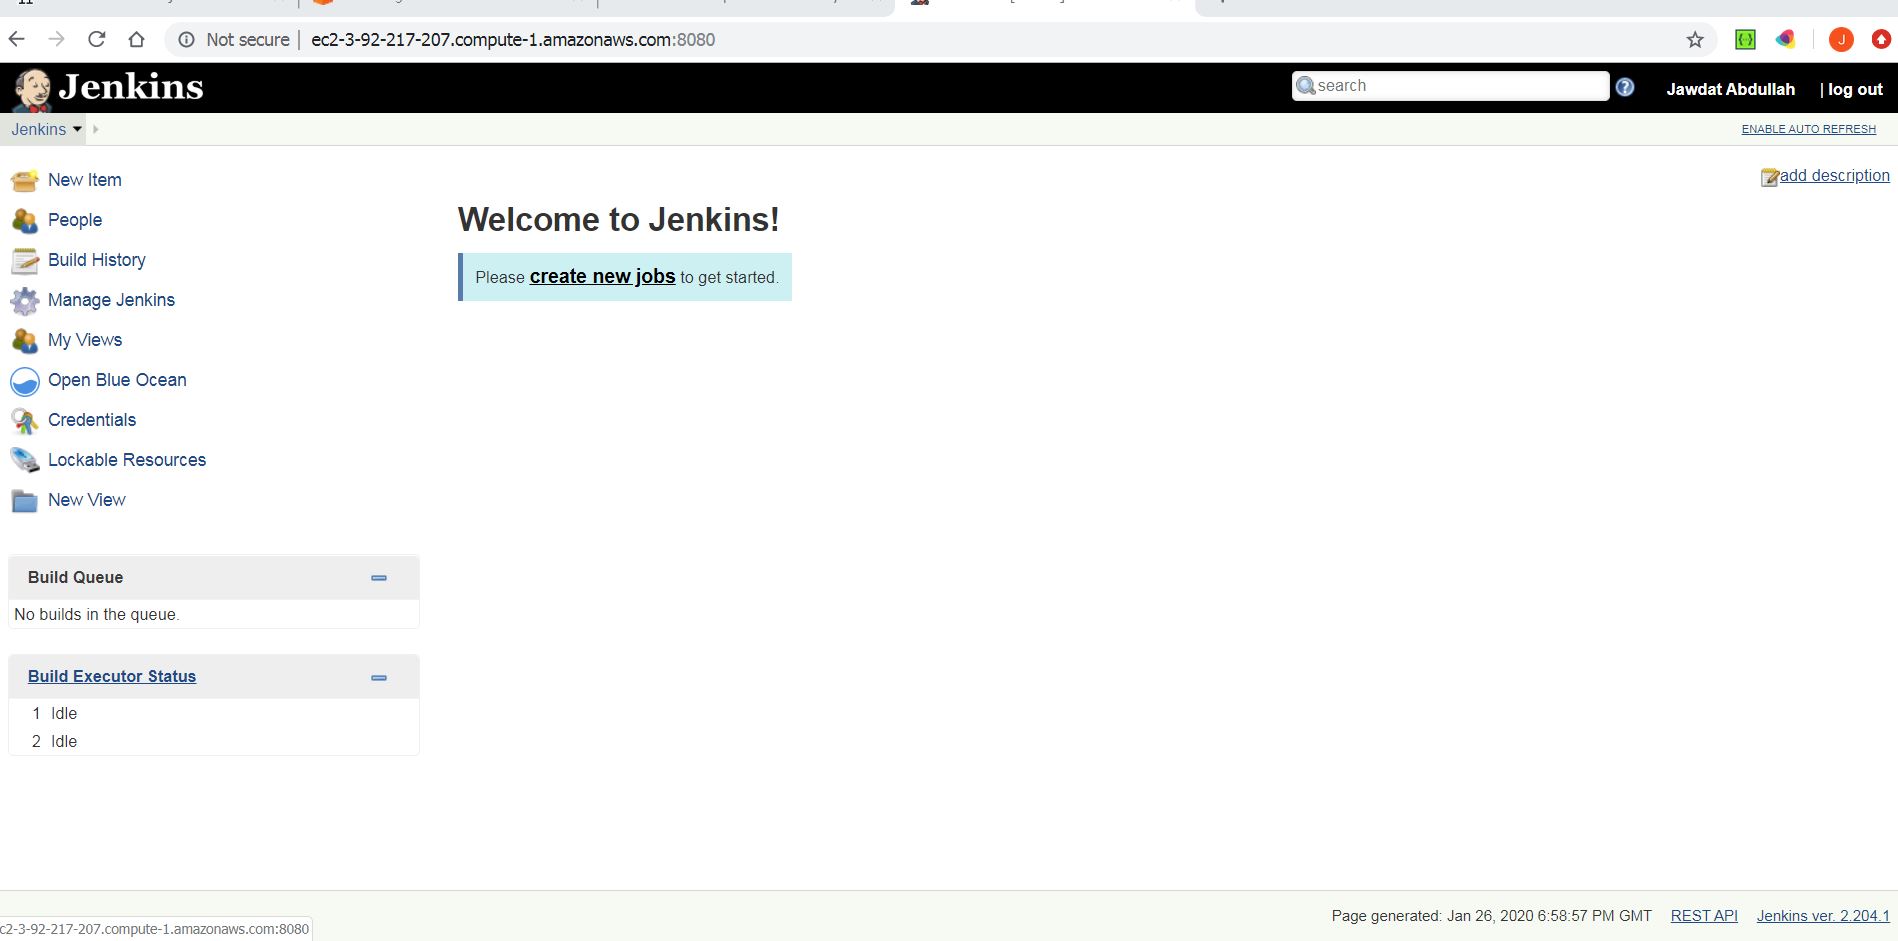 Not secure | ec2-3-92-217-207.compute-1.amazonaws.com:8080
J
Jenkins
search
?
Jawdat Abdullah | log out
Jenkins
ENABLE AUTO REFRESH
New Item
add description
People
Build History
Manage Jenkins
My Views
Open Blue Ocean
Credentials
Lockable Resources
New View
Welcome to Jenkins!
Please create new jobs to get started.
Build Queue
No builds in the queue.
Build Executor Status
1 Idle
2 Idle
Page generated: Jan 26, 2020 6:58:57 PM GMT REST API Jenkins ver. 2.204.1
c2-3-92-217-207.compute-1.amazonaws.com:8080